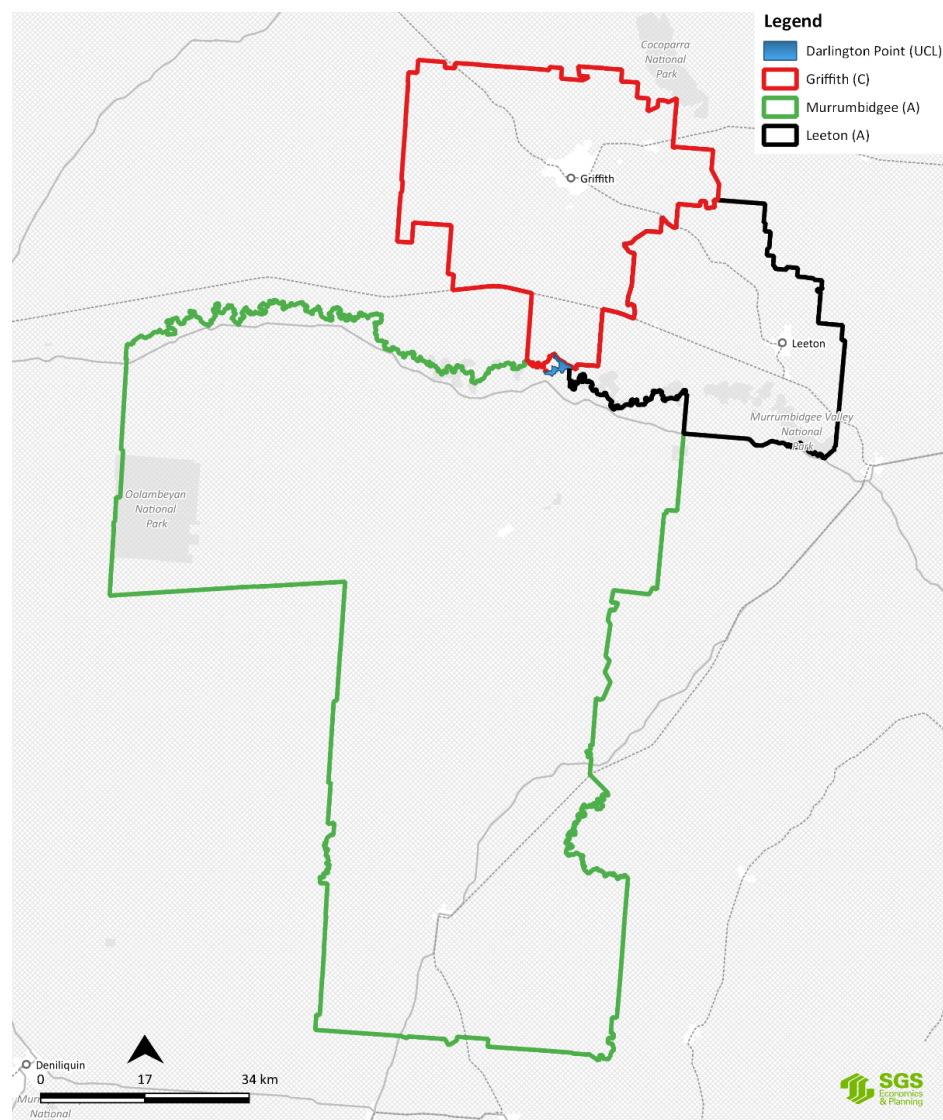 Legend
Darlington Point (UCL)
Griffith (C)
Murrumbidgee (A)
Leeton (A)
Cocoparra
National
Park
Griffith
Leeton
Murrumbidgee Valley
National
Park
Oolambeyan
National
Park
Deniliquin
0 17 34 km
National
SGS
Economics
& Planning